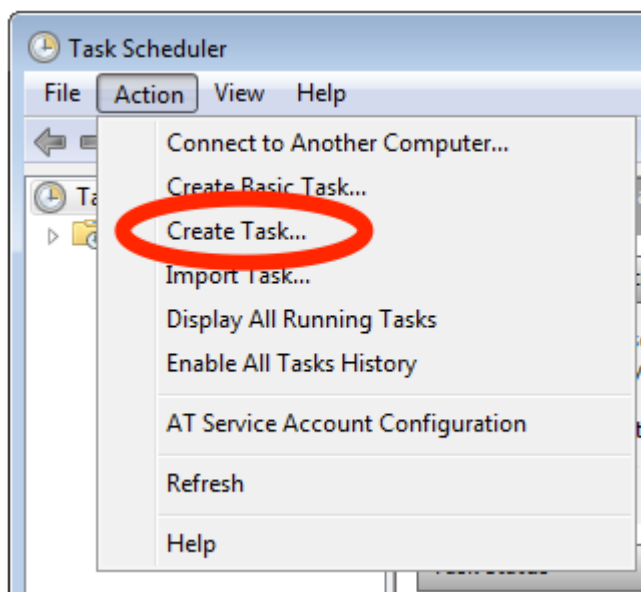 Task Scheduler
File Action View Help
Connect to Another Computer...
Create Basic Task...
Create Task...
Import Task...
Display All Running Tasks
Enable All Tasks History
AT Service Account Configuration
Refresh
Help